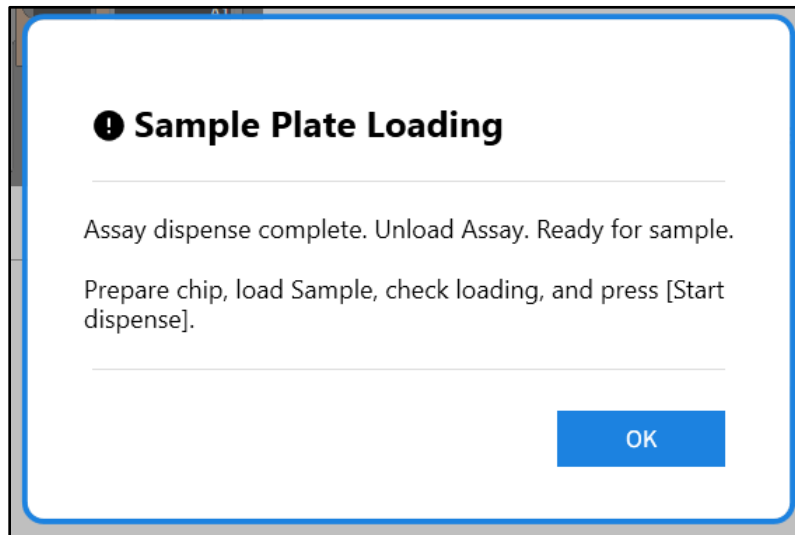 Sample Plate Loading
Assay dispense complete. Unload Assay. Ready for sample.
Prepare chip, load Sample, check loading, and press [Start
dispense].
OK